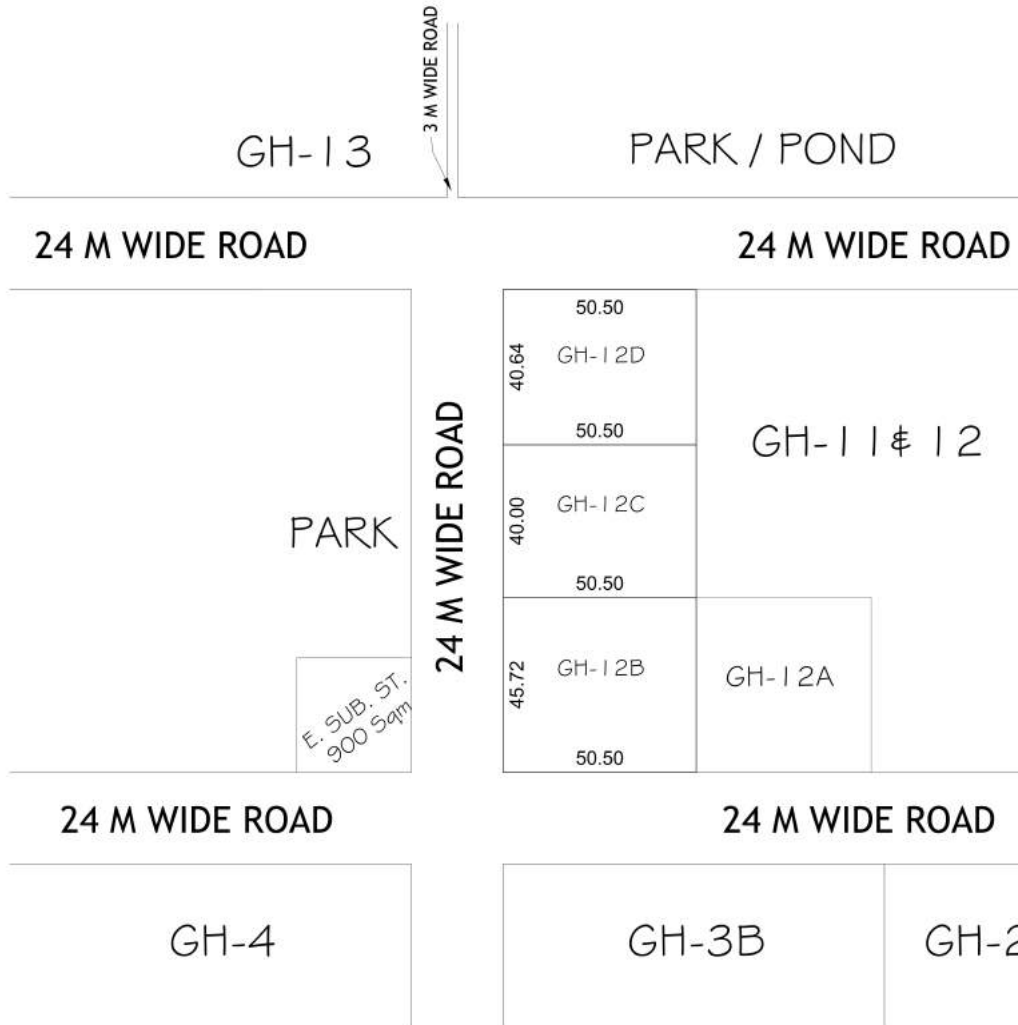 3 M WIDE ROAD
GH-13
PARK / POND
24 M WIDE ROAD
24 M WIDE ROAD
50.50
40.64
GH-12D
50.50
24 M WIDE ROAD
GH-11& 12
PARK
40.00
GH-12C
50.50
E. SUB. ST.
900 Sqm
45.72
GH-12B
GH-12A
50.50
24 M WIDE ROAD
24 M WIDE ROAD
GH-4
GH-3B
GH-2